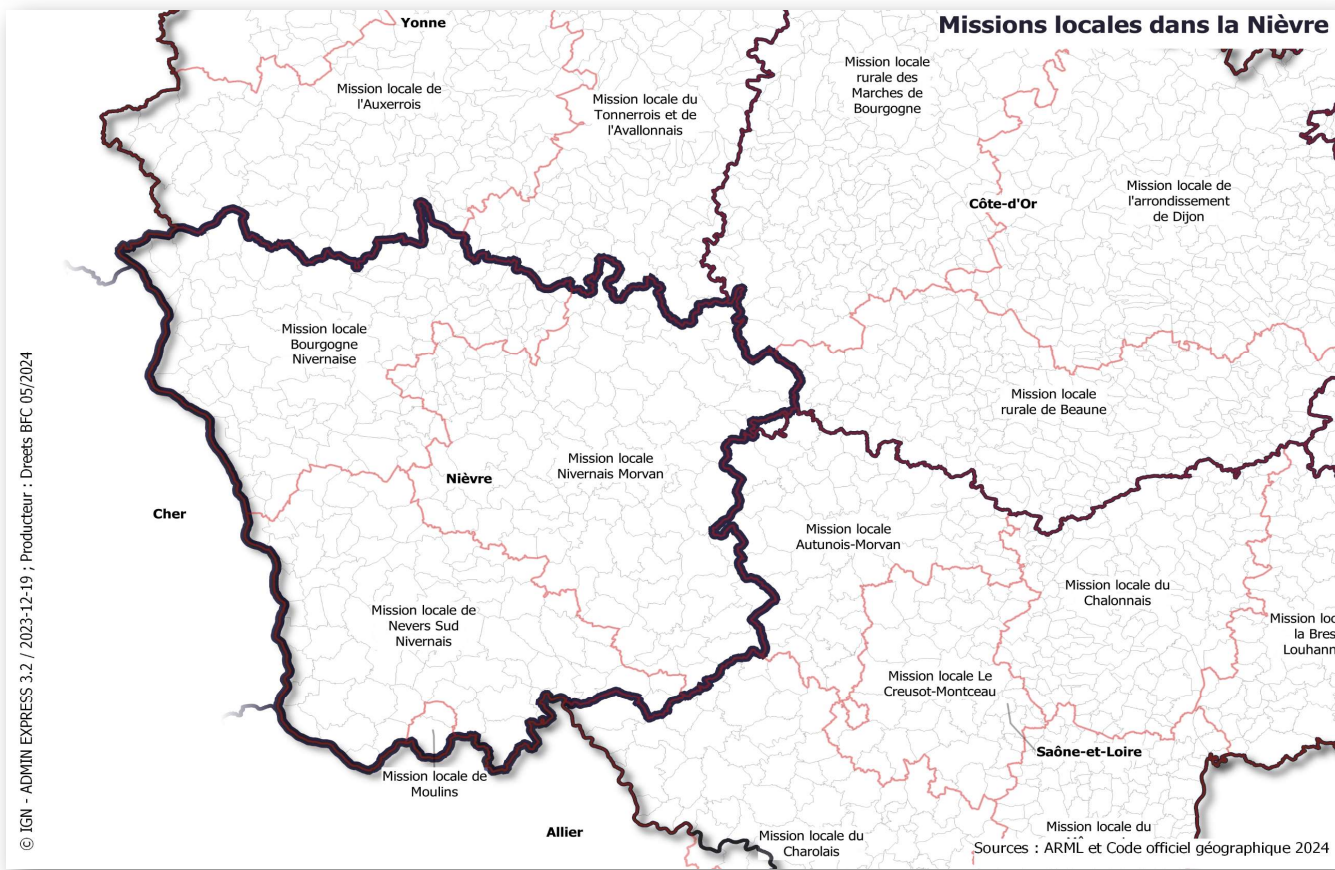 Missions locales dans la Nièvre
Yonne
Mission locale de
l'Auxerrois
Mission locale du
Tonnerrois et de
l'Avallonnais
Mission locale
rurale des
Marches de
Bourgogne
Côte-d'Or
Mission locale de
l'arrondissement
de Dijon
Mission locale
Bourgogne
Nivernaise
Mission locale
rurale de Beaune
Mission locale
Nivernais Morvan
Nièvre
Cher
Mission locale
Autunois-Morvan
Mission locale du
Chalonnais
Mission locale de
Nevers Sud
Nivernais
Mission
la
Mission locale Le
Creusot-Montceau
Saône-et-Loire
Mission locale de
Moulins
Allier
Mission locale du
Charolais
Mission locale du
Sources : ARML et Code officiel géographique 2024
© IGN - ADMIN EXPRESS 3.2 / 2023-12-19 ; Producteur : Dreets BFC 05/2024